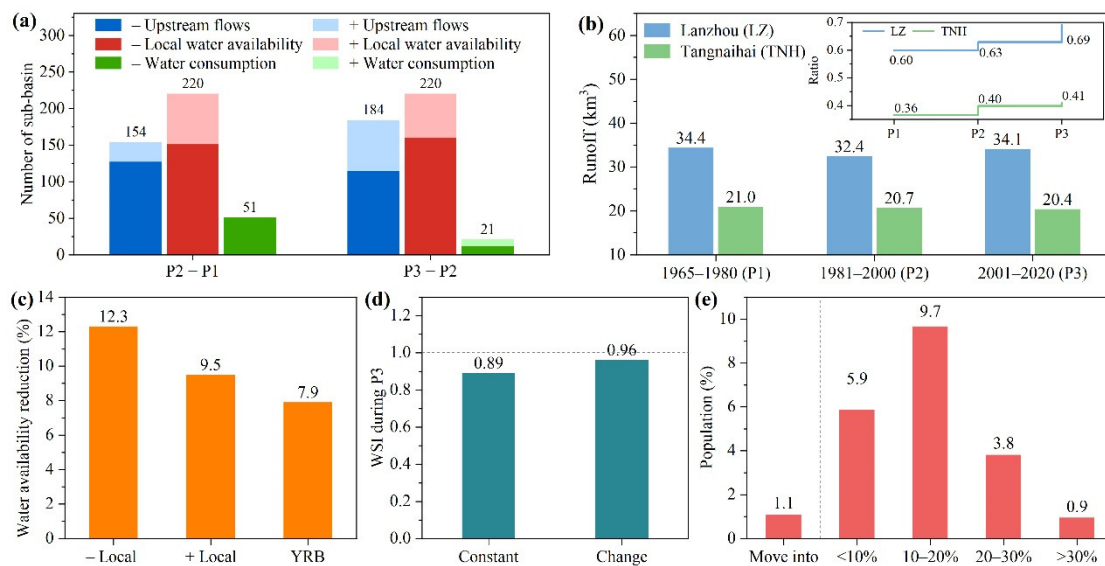 (a)
– Upstream flows
+ Upstream flows
– Local water availability
+ Local water availability
– Water consumption
+ Water consumption
Number of sub-basin
300
250
200
150
100
50
0
154
220
51
184
220
21
P2 – P1
P3 – P2
(b)
Lanzhou (LZ)
Tangnaihai (TNH)
Runoff (km³)
60
50
40
30
20
10
34.4
21.0
32.4
20.7
34.1
20.4
1965–1980 (P1)
1981–2000 (P2)
2001–2020 (P3)
LZ
TNH
Ratio
0.7
0.6
0.5
0.4
0.60
0.63
0.69
0.36
0.40
0.41
P1
P2
P3
(c)
Water availability reduction (%)
14
12
10
8
6
4
2
0
12.3
9.5
7.9
– Local
+ Local
YRB
(d)
WSI during P3
1.2
1.0
0.8
0.6
0.4
0.2
0.0
0.89
0.96
Constant
Change
(e)
Population (%)
10
8
6
4
2
0
1.1
5.9
9.7
3.8
0.9
Move into
<10%
10–20%
20–30%
>30%